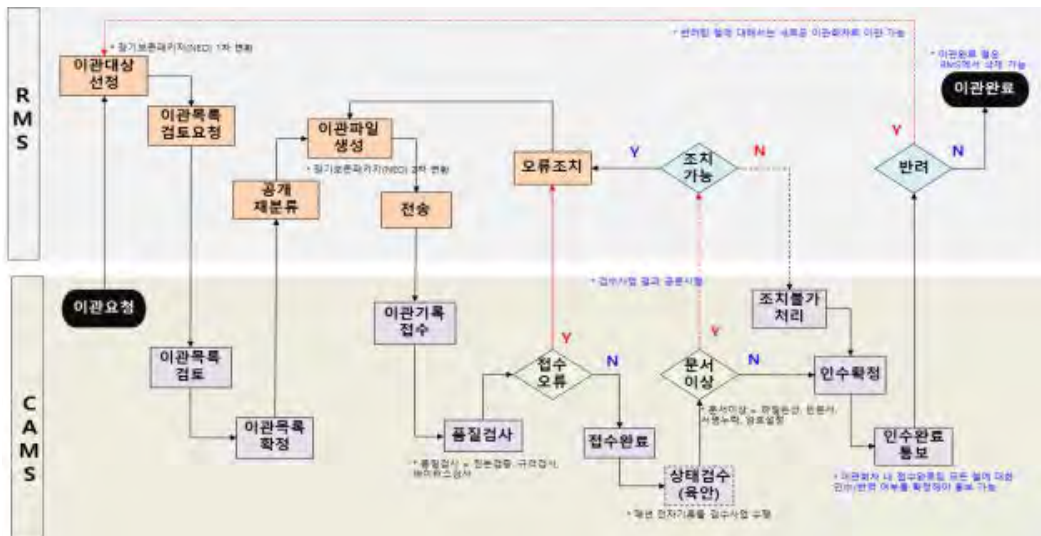 RMS
* 장기보존패키지(NEO) 1차 변환
이관대상
선정
이관목록
검토요청
공개
재분류
이관파일
생성
* 장기보존패키지(NEO) 2차 변환
전송
오류조치
Y
조치
가능
N
* 반려된 철에 대해서는 새로운 이관회차로 이관 가능
Y
반려
N
* 이관완료 철은
RMS에서 삭제 가능
이관완료
CAMS
이관요청
이관목록
검토
이관목록
확정
이관기록
접수
품질검사
* 품질검사 = 전문검증, 규격검사,
바이러스검사
접수
오류
Y
N
접수완료
상태검수
(육안)
* 매년 전자기록물 검수사업 수행
* 검수사업 결과 공문시행
Y
문서
이상
N
* 문서이상 = 파일손상, 빈문서,
서명누락, 암호설정
조치불가
처리
인수확정
인수완료
통보
* 이관회차 내 접수완료된 모든 철에 대한
인수/반려 여부를 확정해야 통보 가능